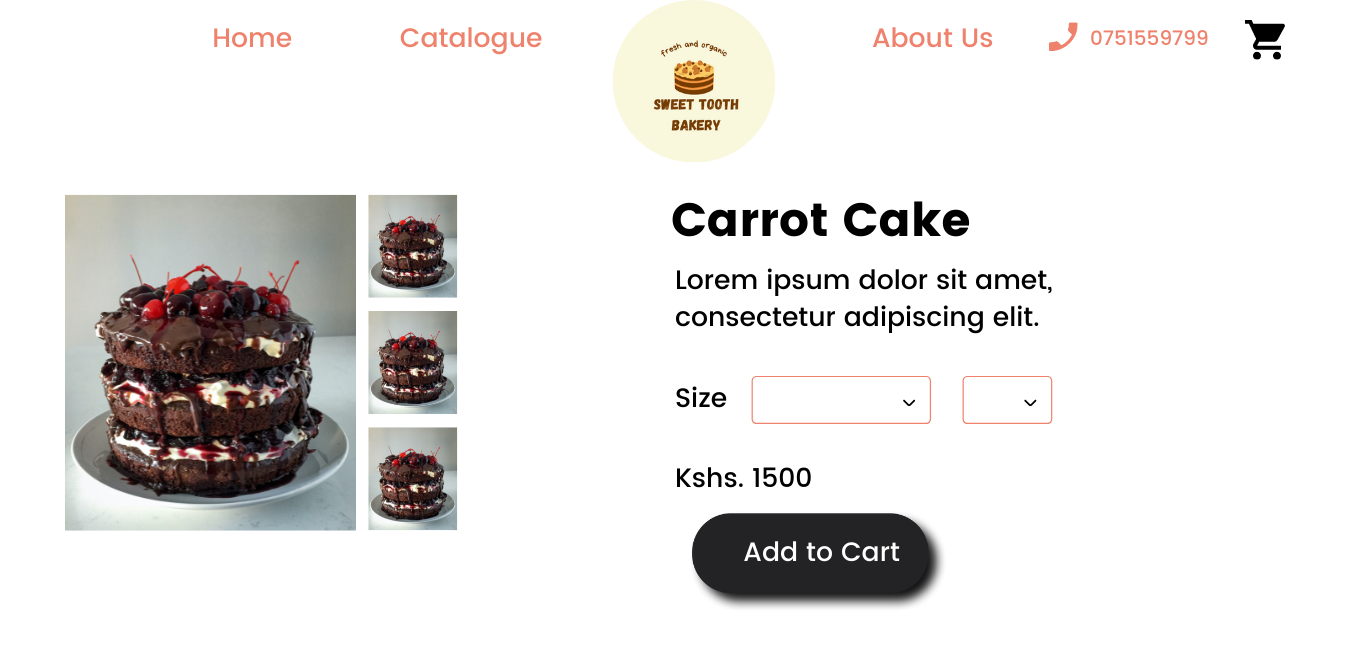 Home
Catalogue
fresh and organic
SWEET TOOTH
BAKERY
About Us
0751559799
Carrot Cake
Lorem ipsum dolor sit amet,
consectetur adipiscing elit.
Size
Kshs. 1500
Add to Cart